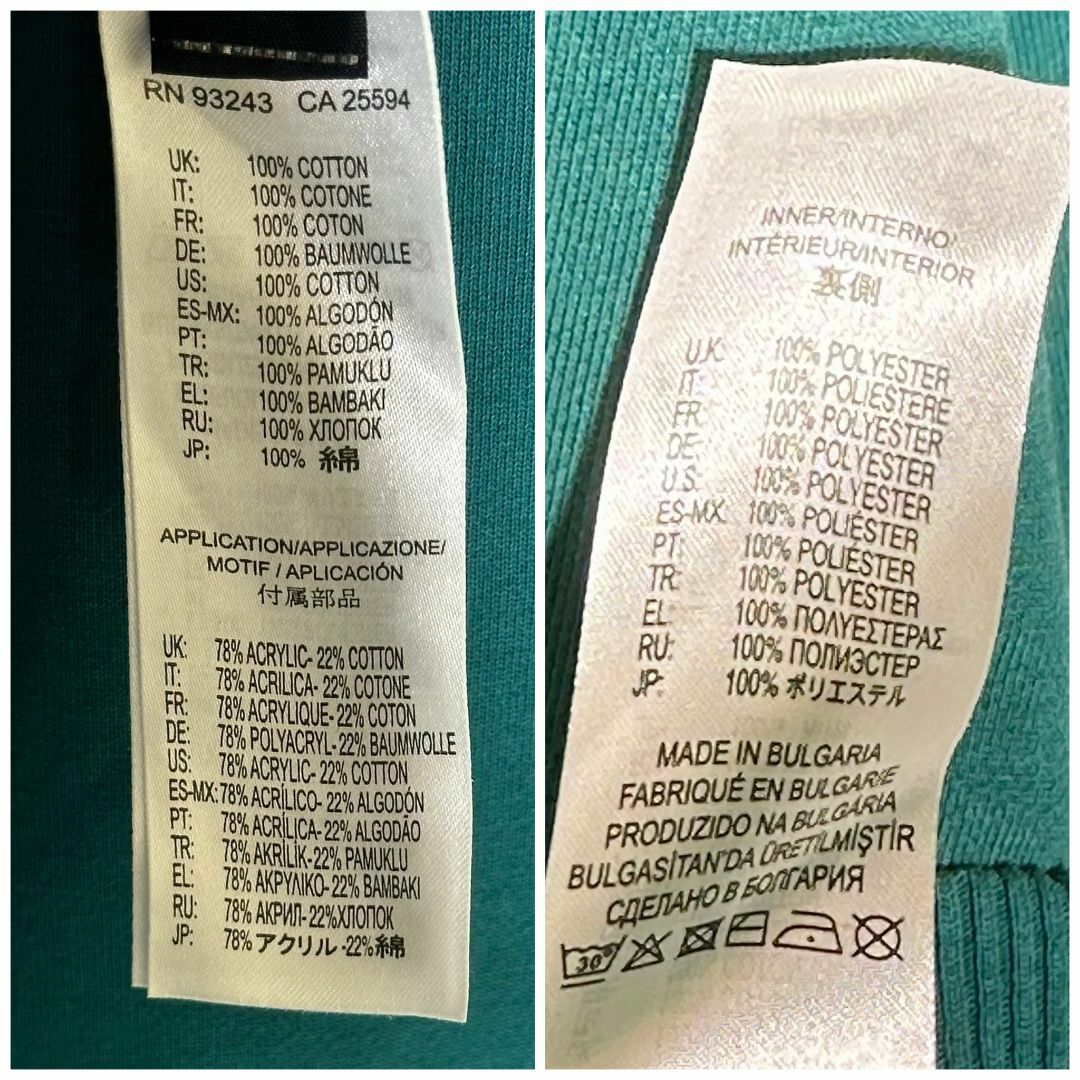 RN 93243 CA 25594
UK: 100% COTTON
IT: 100% COTONE
FR: 100% COTON
DE: 100% BAUMWOLLE
US: 100% COTTON
ES-MX: 100% ALGODÓN
PT: 100% ALGODÃO
TR: 100% PAMUKLU
EL: 100% BAMBAKI
RU: 100% ХЛОПОК
JP: 100% 綿
APPLICATION/APPLICAZIONE/
MOTIF / APLICACIÓN
付属部品
UK: 78% ACRYLIC- 22% COTTON
IT: 78% ACRILICA- 22% COTONE
FR: 78% ACRYLIQUE- 22% COTON
DE: 78% POLYACRYL- 22% BAUMWOLLE
US: 78% ACRYLIC- 22% COTTON
ES-MX: 78% ACRÍLICO- 22% ALGODÓN
PT: 78% ACRÍLICA- 22% ALGODÃO
TR: 78% AKRİLİK- 22% PAMUKLU
EL: 78% ΑΚΡΥΛΙΚΟ- 22% BAMBAKI
RU: 78% АКРИЛ- 22%ХЛОПОК
JP: 78% アクリル -22% 綿
INNER/INTERNO/
INTÉRIEUR/INTERIOR
裏側
UK: 100% POLYESTER
IT: 100% POLIESTERE
FR: 100% POLYESTER
DE: 100% POLYESTER
US: 100% POLYESTER
ES-MX: 100% POLIÉSTER
PT: 100% POLIÉSTER
TR: 100% POLYESTER
EL: 100% ΠΟΛΥΕΣΤΕΡΑΣ
RU: 100% ПОЛИЭСТЕР
JP: 100% ポリエステル
MADE IN BULGARIA
FABRIQUÉ EN BULGARIE
PRODUZIDO NA BULGARIA
BULGASİTAN'DA ÜRETİLMİŞTİR
СДЕЛАНО В БОЛГАРИЯ
30°